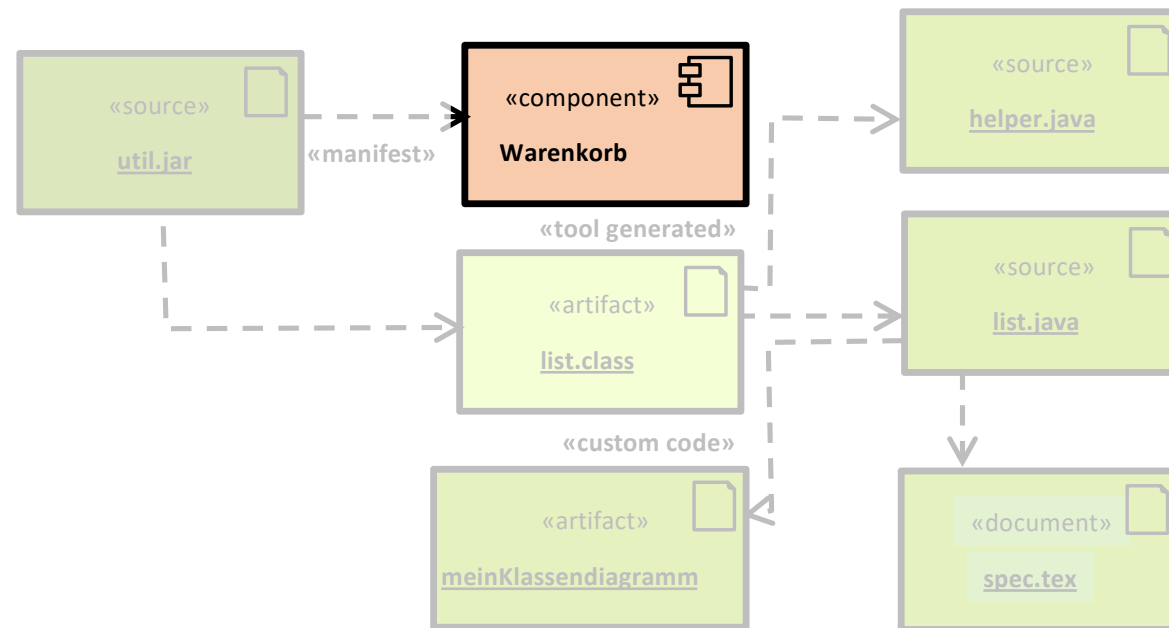 «source»
util.jar
«manifest»
«component»
Warenkorb
«source»
helper.java
«tool generated»
«artifact»
list.class
«source»
list.java
«custom code»
«artifact»
meinKlassendiagramm
«document»
spec.tex